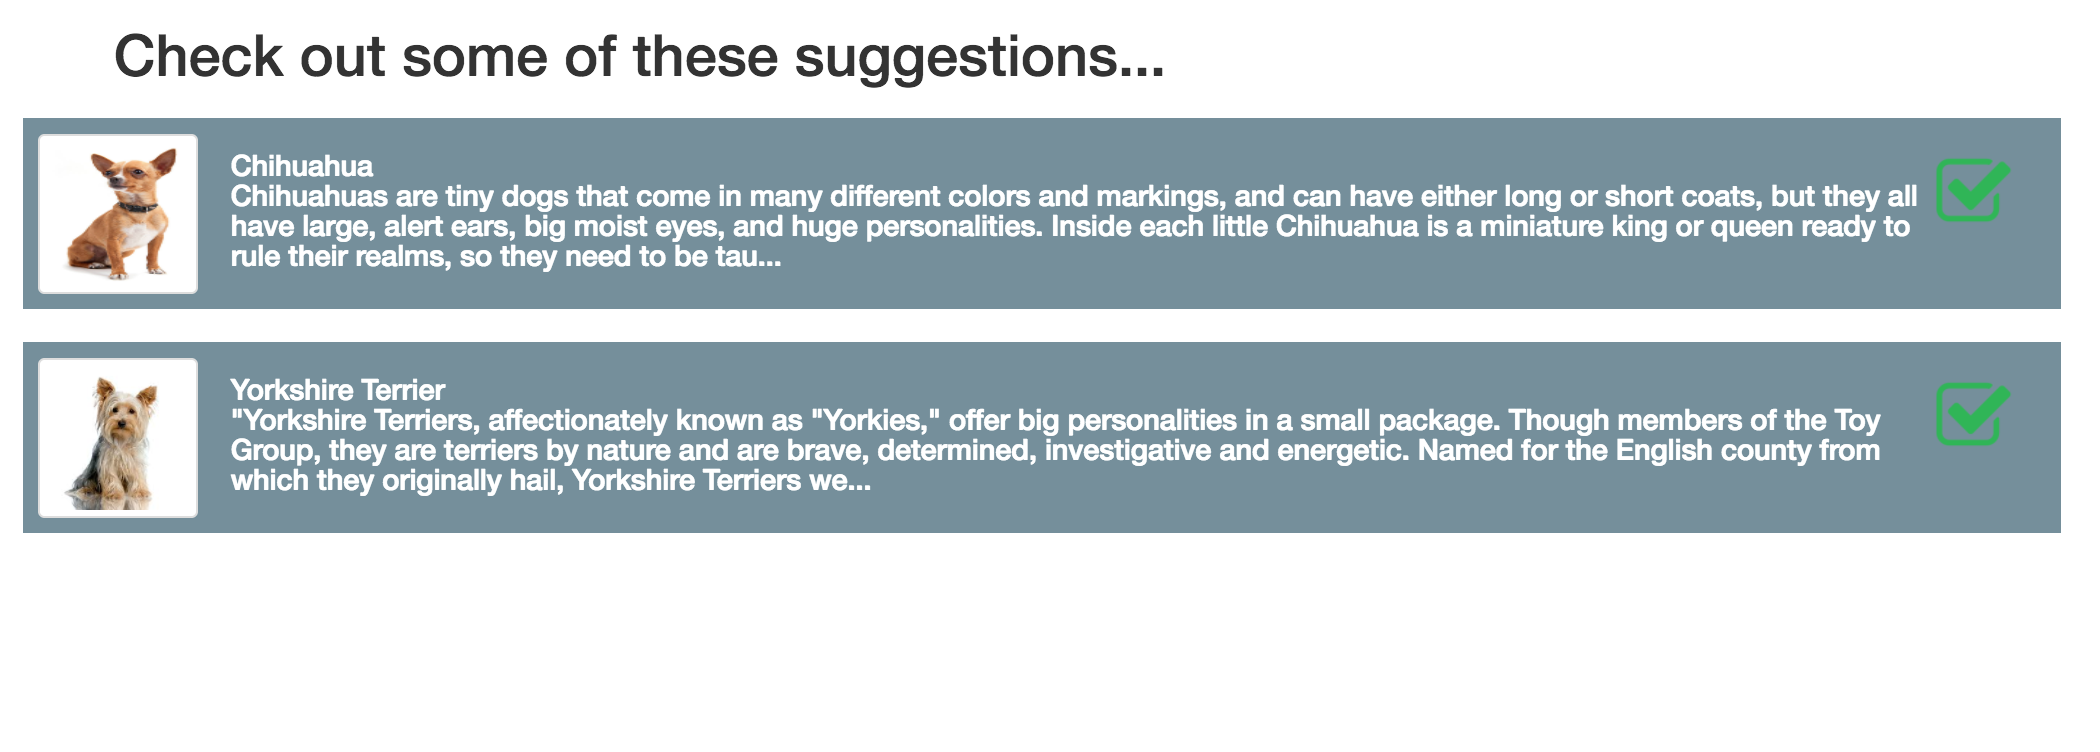 Check out some of these suggestions...
Chihuahua
Chihuahuas are tiny dogs that come in many different colors and markings, and can have either long or short coats, but they all
have large, alert ears, big moist eyes, and huge personalities. Inside each little Chihuahua is a miniature king or queen ready to
rule their realms, so they need to be tau...
Yorkshire Terrier
"Yorkshire Terriers, affectionately known as "Yorkies," offer big personalities in a small package. Though members of the Toy
Group, they are terriers by nature and are brave, determined, investigative and energetic. Named for the English county from
which they originally hail, Yorkshire Terriers we...